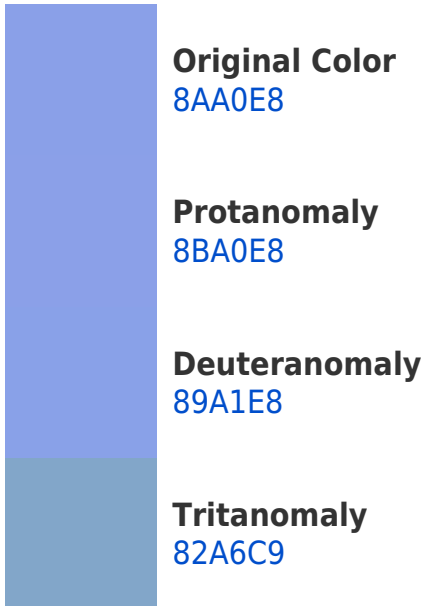 Original Color
8AA0E8
Protanomaly
8BA0E8
Deuteranomaly
89A1E8
Tritanomaly
82A6C9